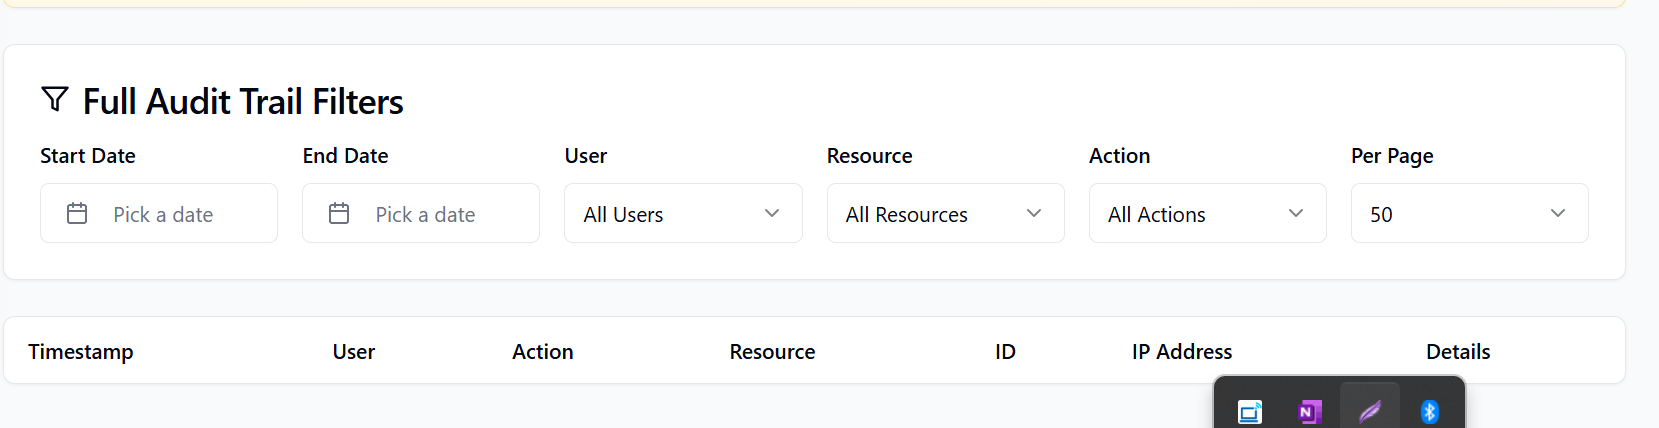 Full Audit Trail Filters
Start Date End Date User Resource Action Per Page
Pick a date Pick a date All Users All Resources All Actions 50
Timestamp User Action Resource ID IP Address Details
N